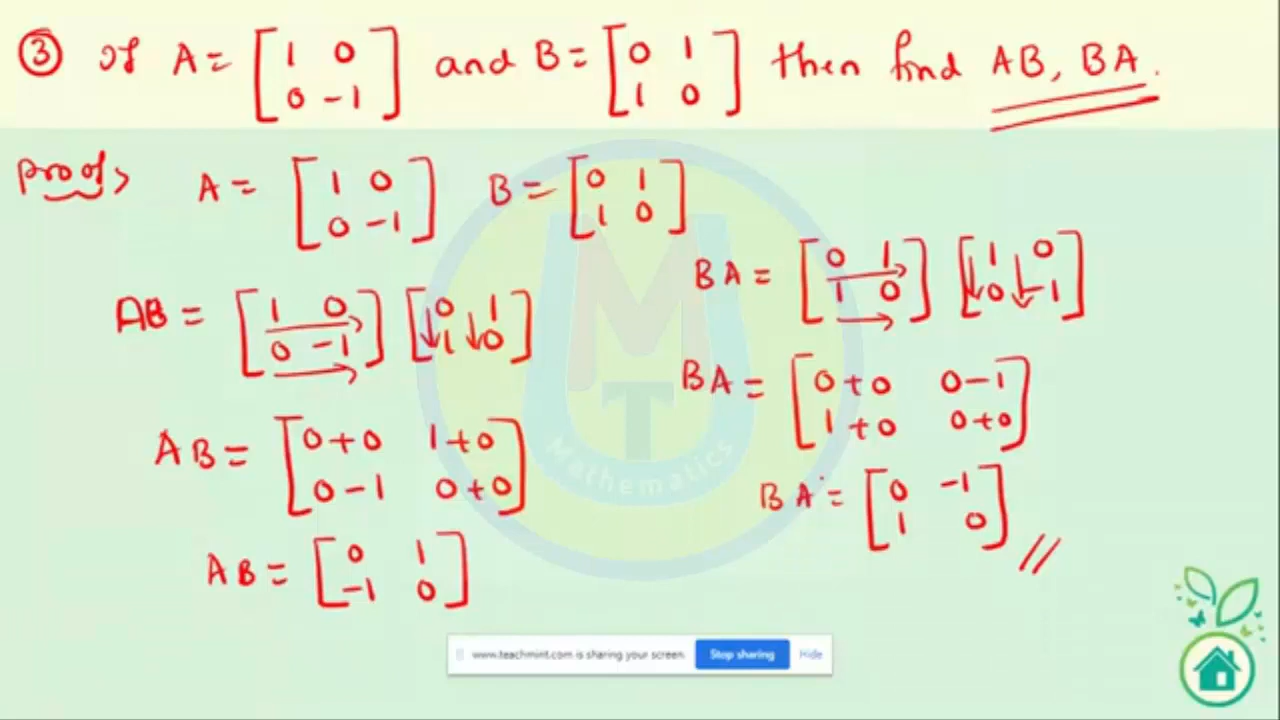 ③ If A = [1 0; 0 -1] and B = [0 1; 1 0] then find AB, BA.
Proof:
A = [1 0; 0 -1] B = [0 1; 1 0]
AB = [1 0; 0 -1] [0 1; 1 0]
AB = [0+0 1+0; 0-1 0+0]
AB = [0 1; -1 0]
BA = [0 1; 1 0] [1 0; 0 -1]
BA = [0+0 0-1; 1+0 0+0]
BA = [0 -1; 1 0] //
UMT
Mathematics
www.teachmint.com is sharing your screen.
Stop sharing
Hide